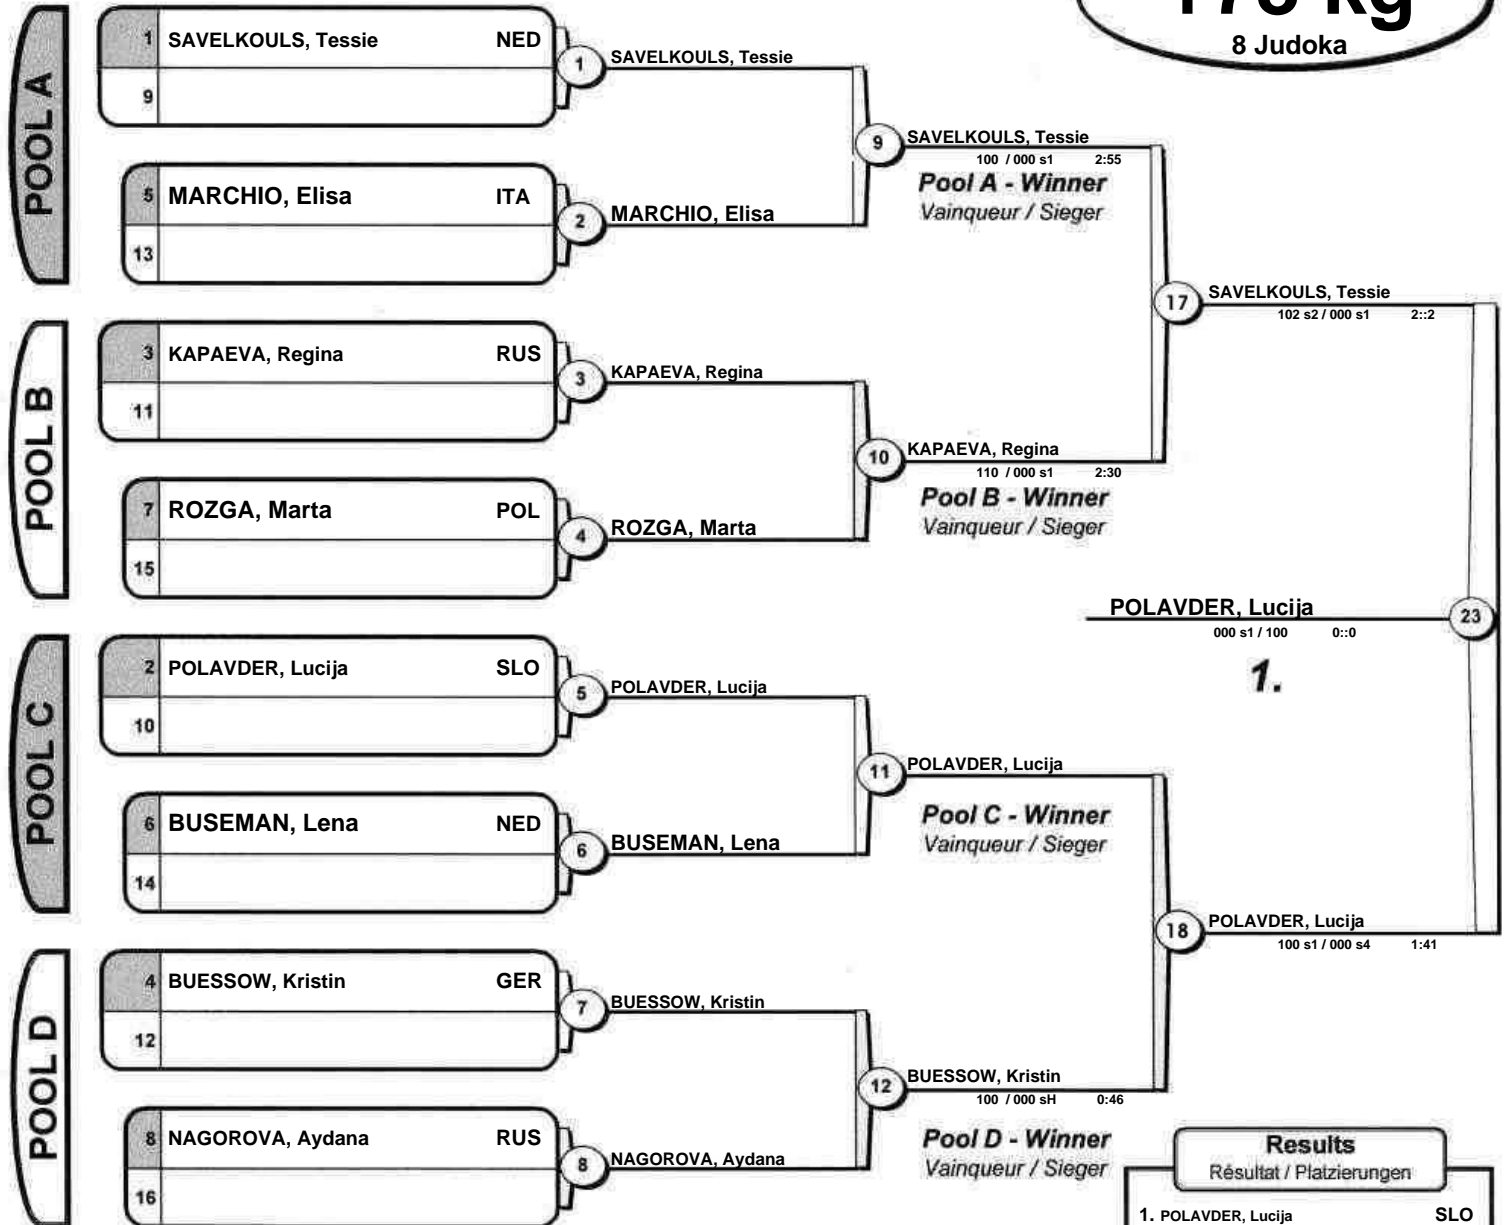 8 Judoka
POOL A
1 SAVELKOULS, Tessie NED
9
5 MARCHIO, Elisa ITA
13
1 SAVELKOULS, Tessie
2 MARCHIO, Elisa
9 SAVELKOULS, Tessie
100 / 000 s1 2:55
Pool A - Winner
Vainqueur / Sieger
POOL B
3 KAPAEVA, Regina RUS
11
7 ROZGA, Marta POL
15
3 KAPAEVA, Regina
4 ROZGA, Marta
10 KAPAEVA, Regina
110 / 000 s1 2:30
Pool B - Winner
Vainqueur / Sieger
17 SAVELKOULS, Tessie
102 s2 / 000 s1 2::2
POOL C
2 POLAVDER, Lucija SLO
10
6 BUSEMAN, Lena NED
14
5 POLAVDER, Lucija
6 BUSEMAN, Lena
11 POLAVDER, Lucija
Pool C - Winner
Vainqueur / Sieger
POOL D
4 BUESSOW, Kristin GER
12
8 NAGOROVA, Aydana RUS
16
7 BUESSOW, Kristin
8 NAGOROVA, Aydana
12 BUESSOW, Kristin
100 / 000 sH 0:46
Pool D - Winner
Vainqueur / Sieger
18 POLAVDER, Lucija
100 s1 / 000 s4 1:41
POLAVDER, Lucija 23
000 s1 / 100 0::0
1.
Results
Résultat / Platzierungen
1. POLAVDER, Lucija SLO